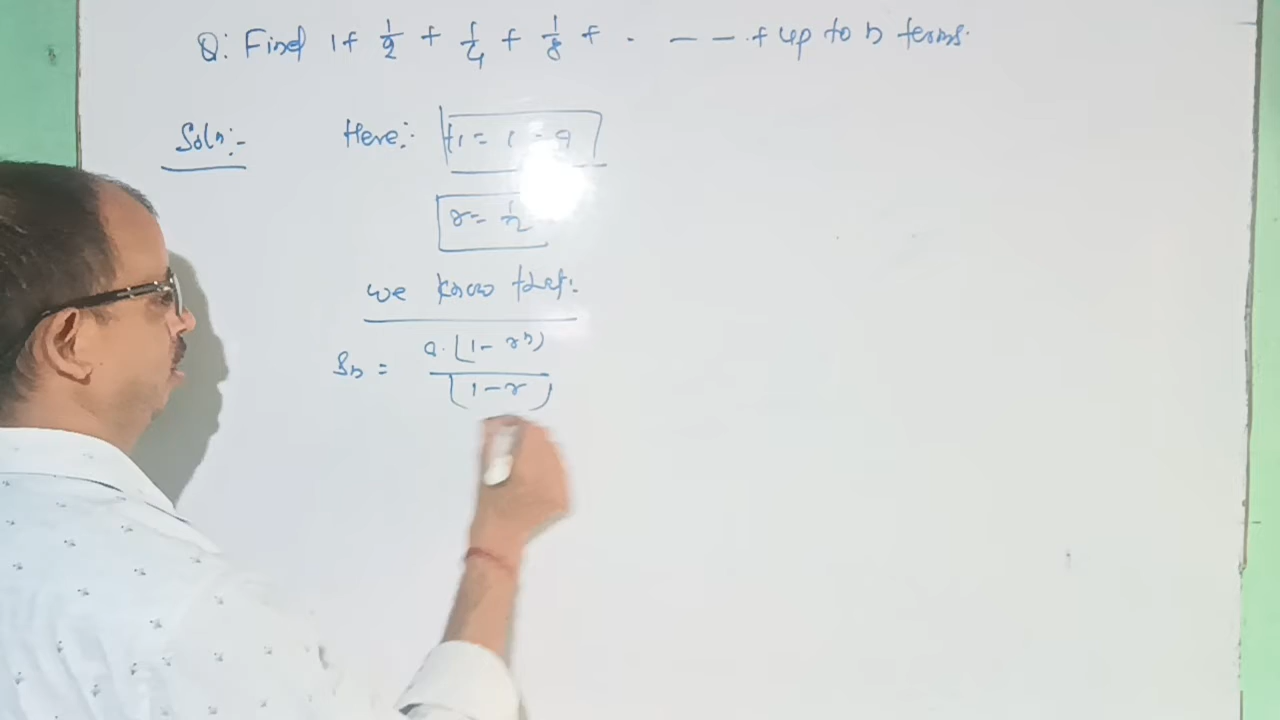 Q: Find 1 + 1/2 + 1/4 + 1/8 + . — — . + up to n terms.
Soln:- Here:- t1 = 1 = a
r = 1/2
we know that:
Sn = a.(1 - r^n) / (1 - r)